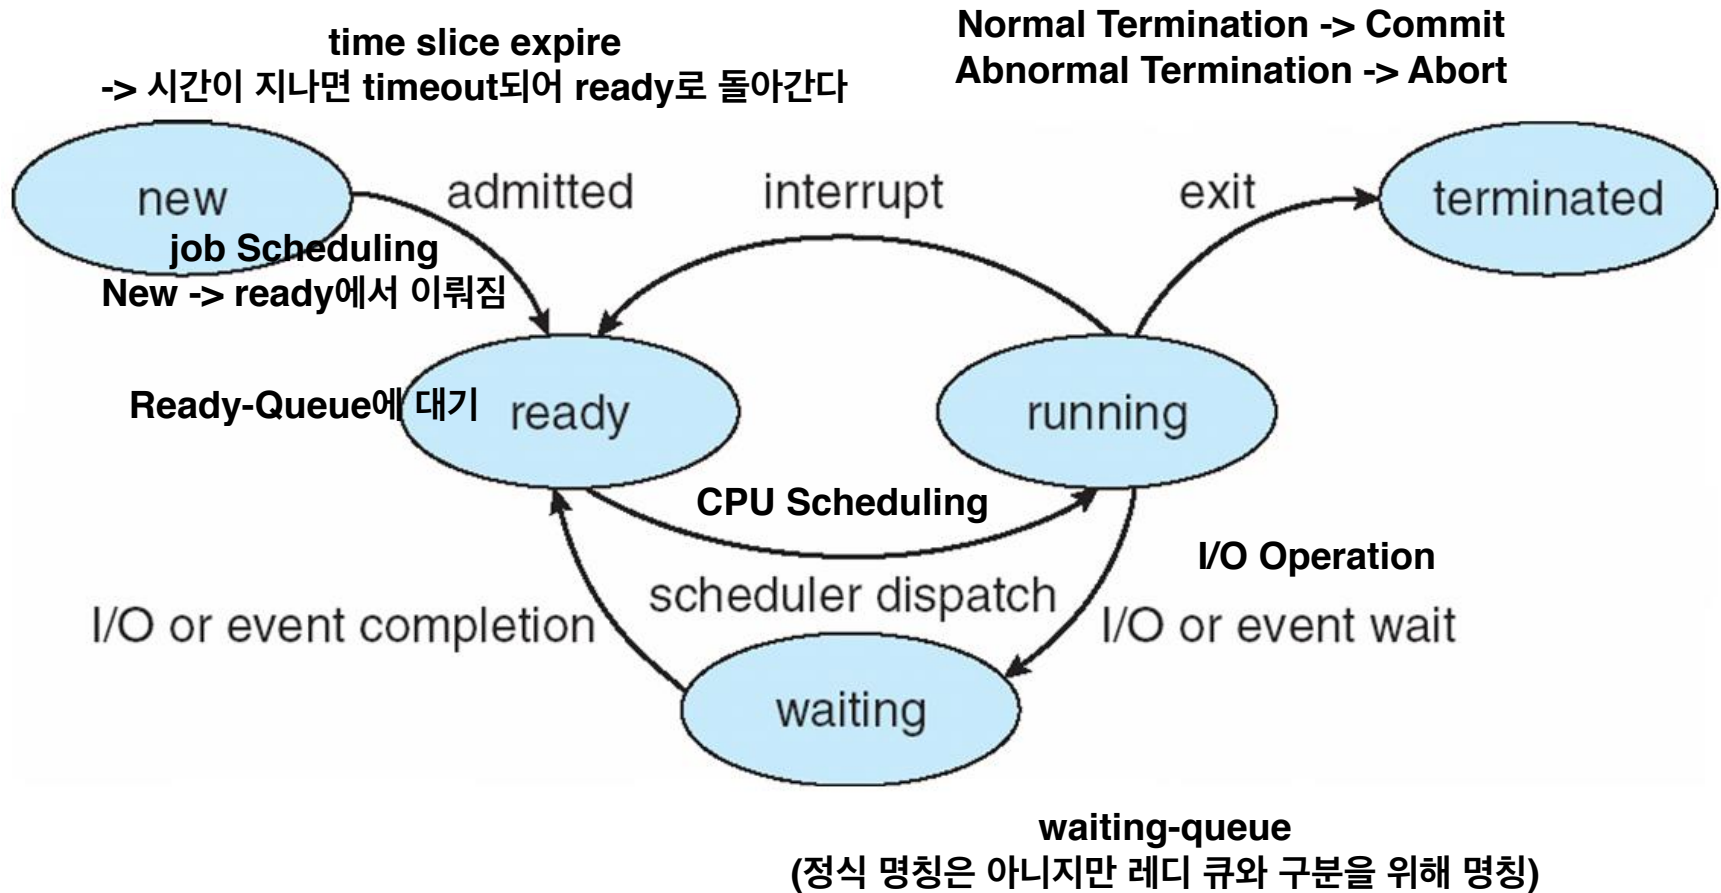 time slice expire
-> 시간이 지나면 timeout되어 ready로 돌아간다
Normal Termination -> Commit
Abnormal Termination -> Abort
new
admitted
interrupt
exit
terminated
job Scheduling
New -> ready에서 이뤄짐
Ready-Queue에 대기
ready
running
CPU Scheduling
I/O Operation
scheduler dispatch
I/O or event completion
I/O or event wait
waiting
waiting-queue
(정식 명칭은 아니지만 레디 큐와 구분을 위해 명칭)